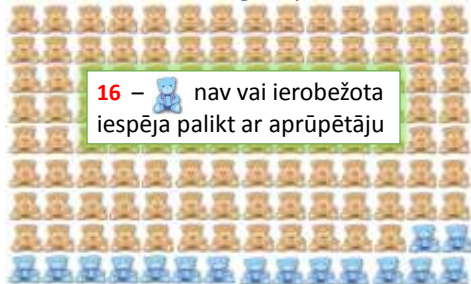 16 – nav vai ierobežota
iespēja palikt ar aprūpētāju